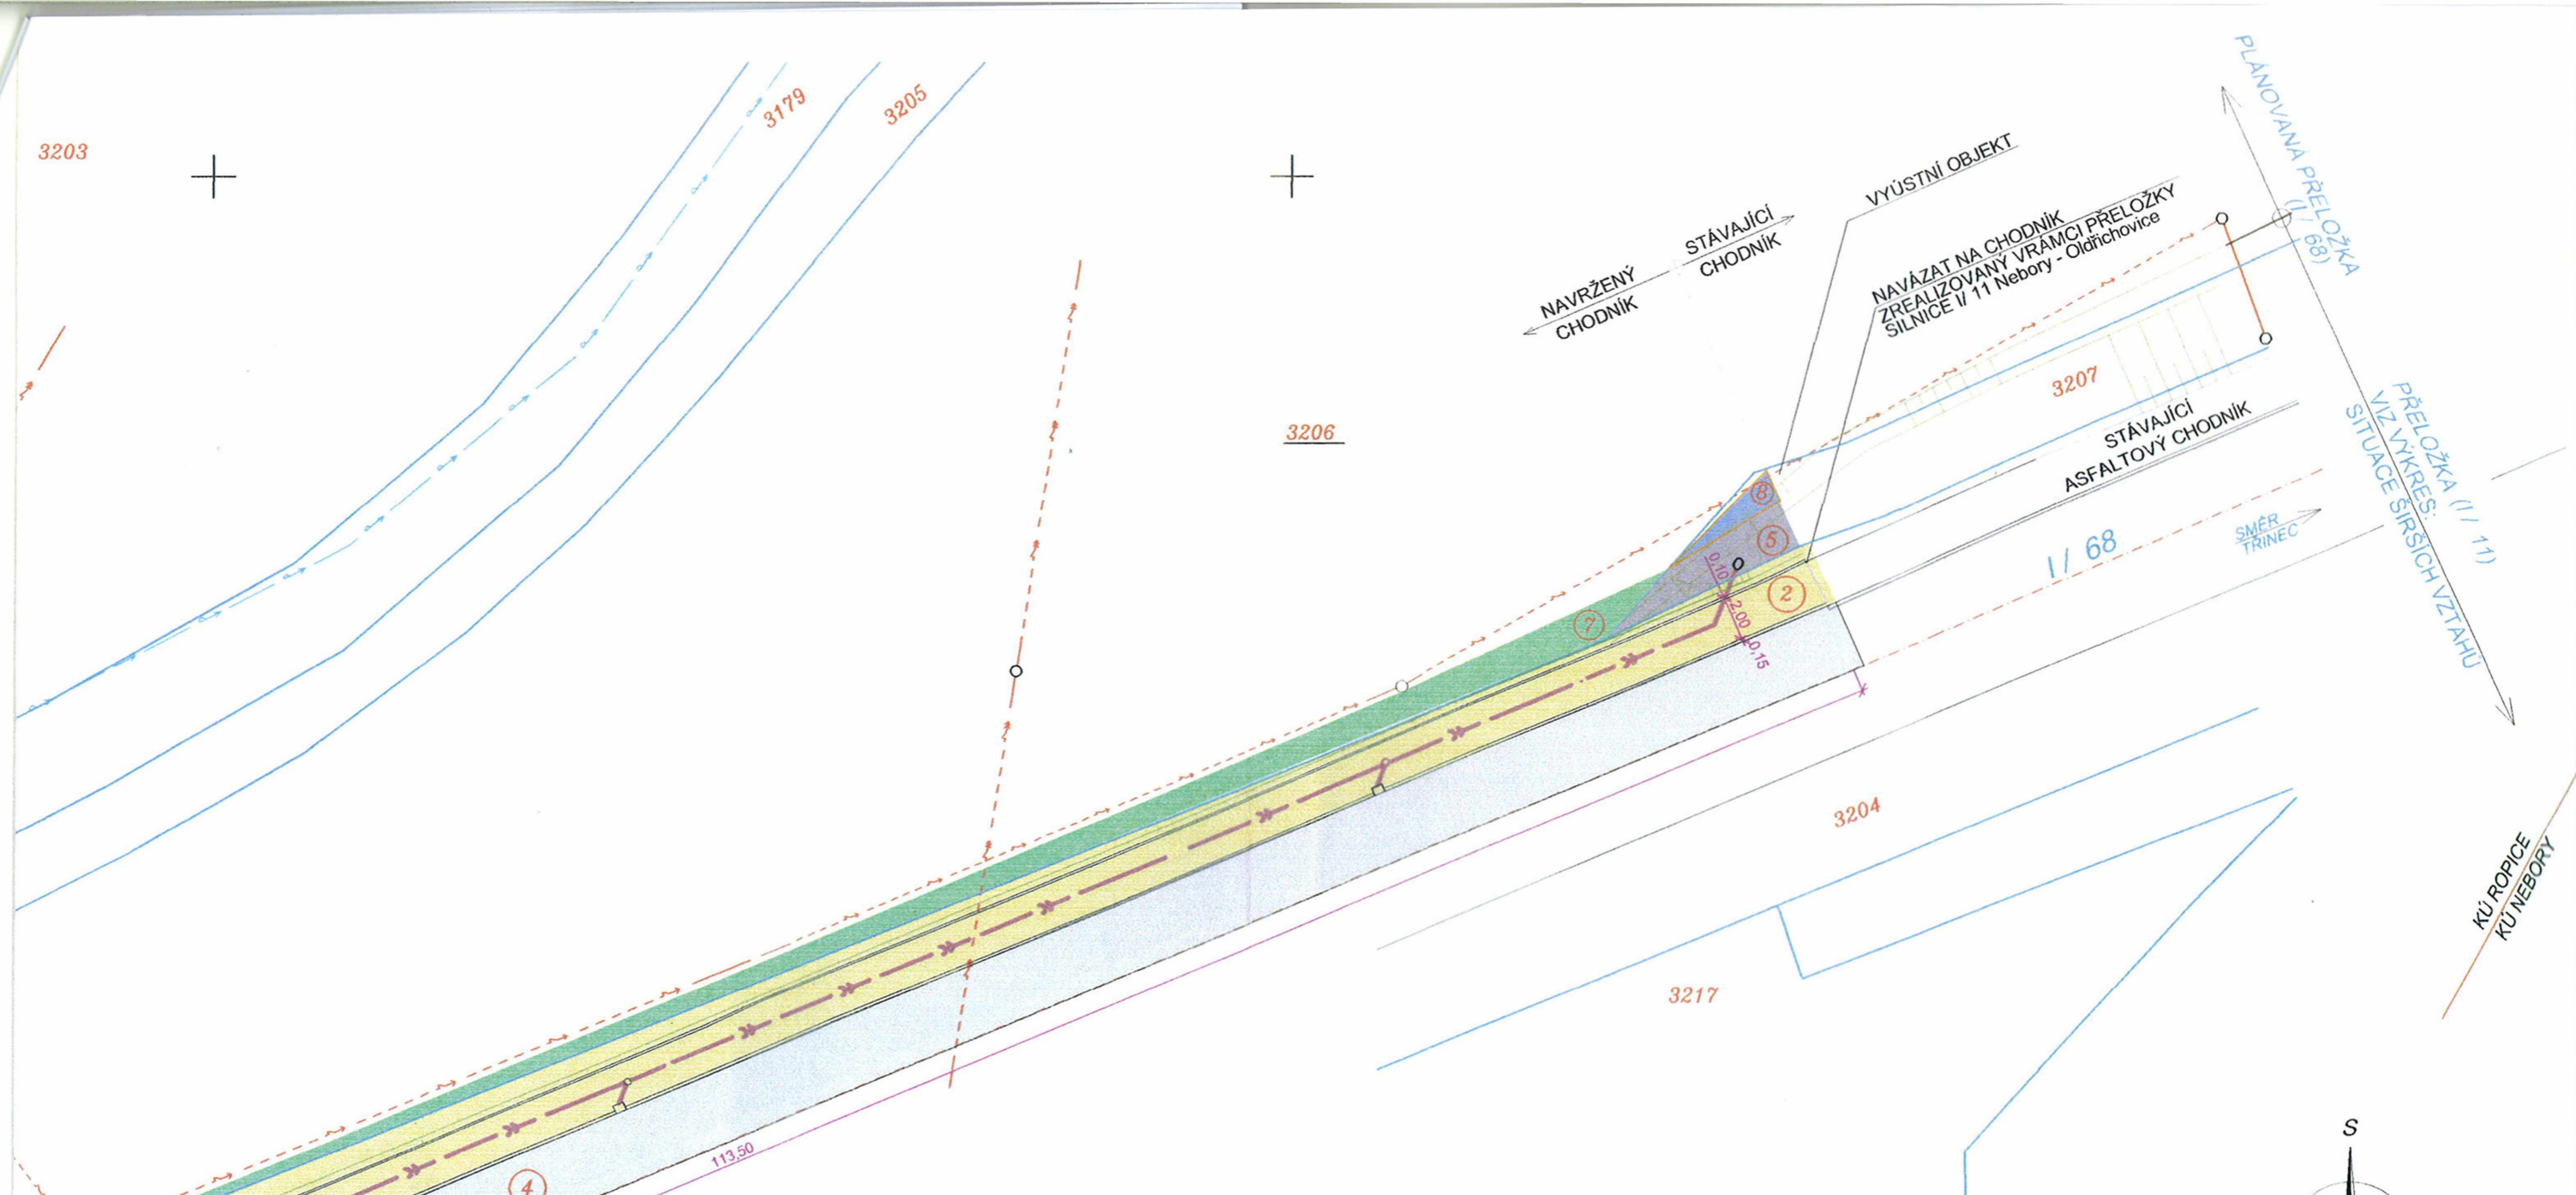 3203
3179
3205
PLÁNOVANÁ PŘELOŽKA
(I / 68)
VYÚSTNÍ OBJEKT
STÁVAJÍCÍ
CHODNÍK
NAVRŽENÝ
CHODNÍK
NAVÁZAT NA CHODNÍK
ZREALIZOVANÝ VRÁMCI PŘELOŽKY
SILNICE I/ 11 Nebory - Oldřichovice
3206
3207
STÁVAJÍCÍ
ASFALTOVÝ CHODNÍK
PŘELOŽKA (I / 11)
VIZ VÝKRES:
SITUACE ŠIRŠÍCH VZTAHŮ
I / 68
SMĚR
TŘINEC
8
5
2
7
0,10
2,00
0,15
3204
3217
KÚ ROPICE
KÚ NEBORY
113,50
4
S